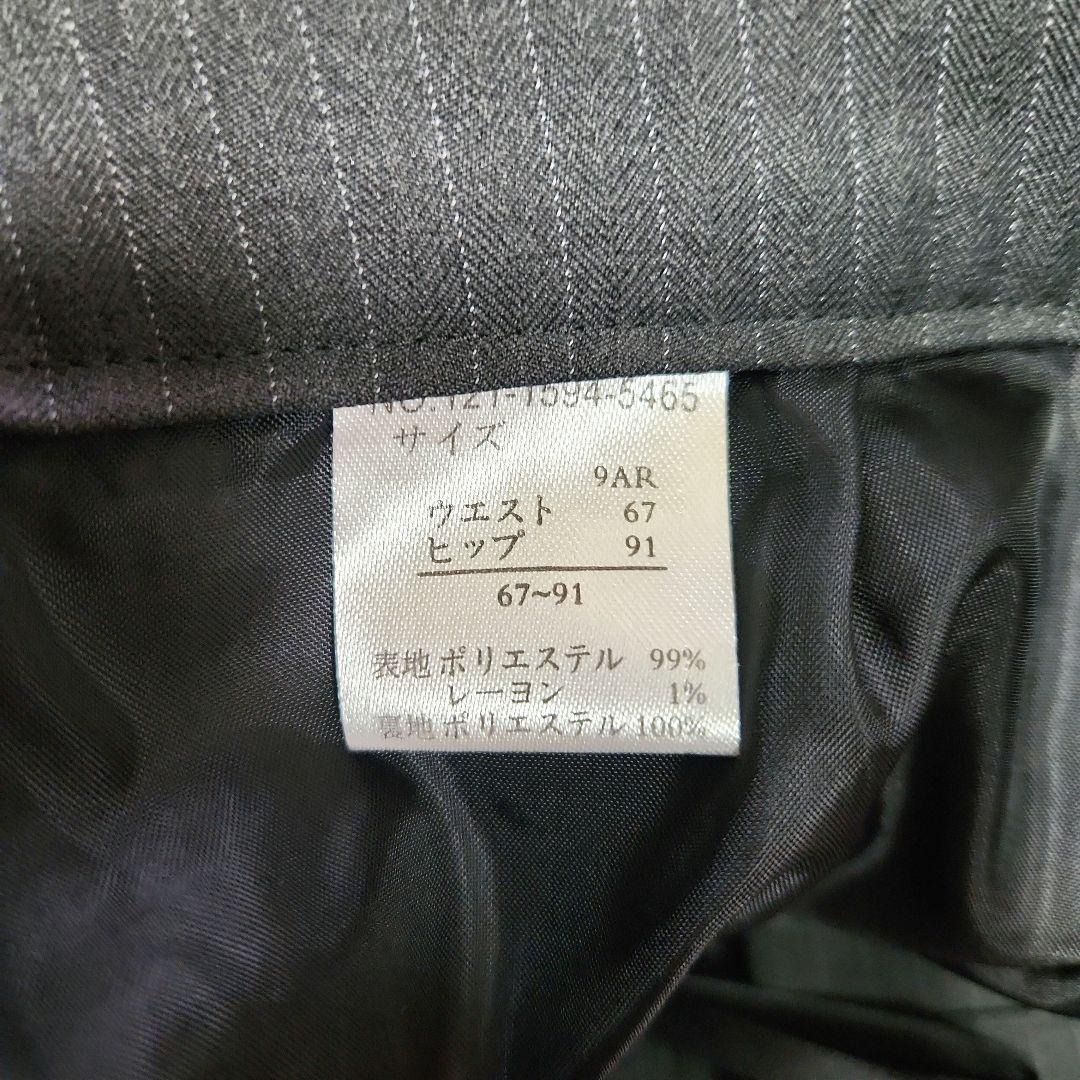 NO.121-1594-5465
サイズ
9AR
ウエスト 67
ヒップ 91
67~91
表地 ポリエステル 99%
レーヨン 1%
裏地 ポリエステル 100%